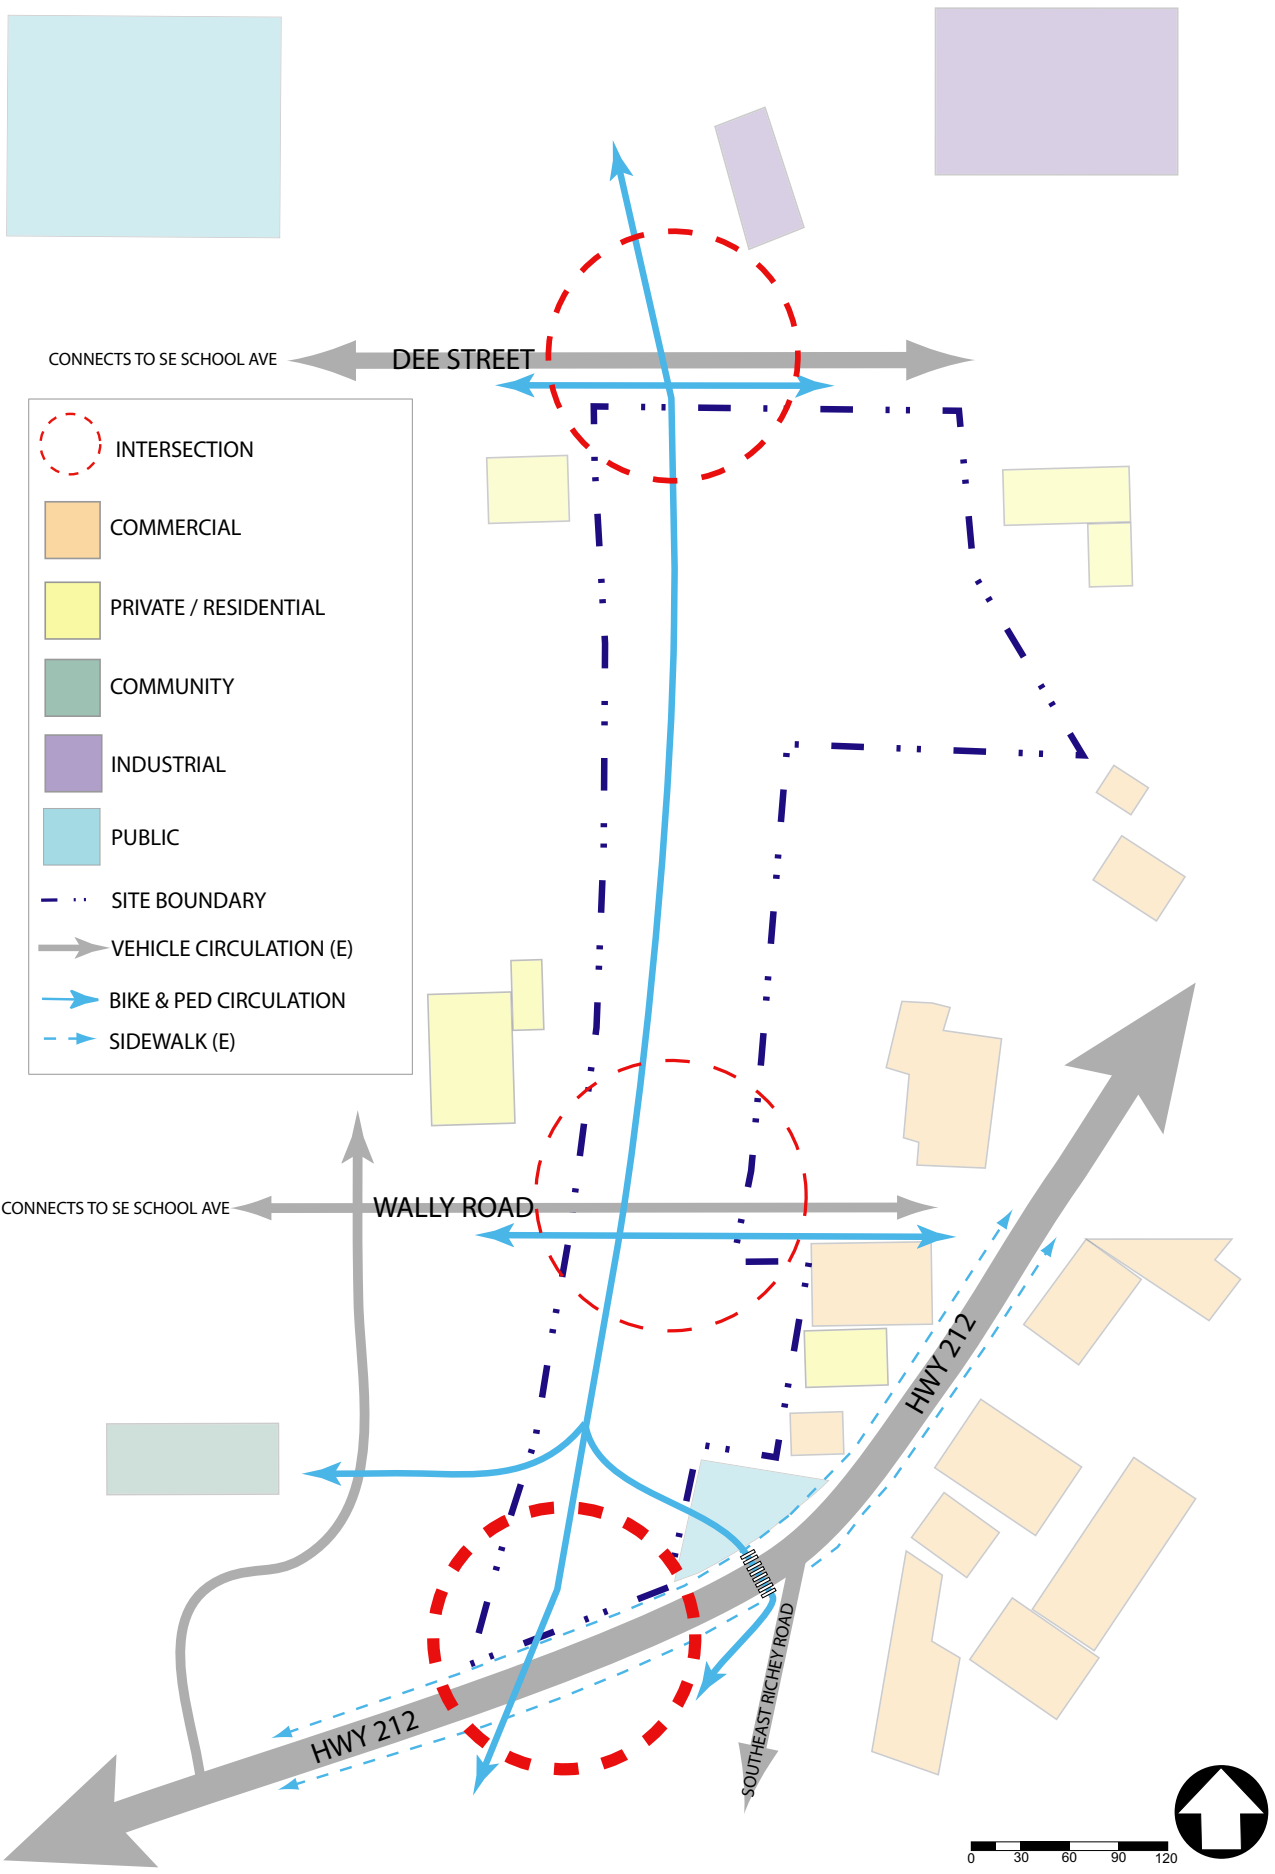 CONNECTS TO SE SCHOOL AVE
DEE STREET
INTERSECTION
COMMERCIAL
PRIVATE / RESIDENTIAL
COMMUNITY
INDUSTRIAL
PUBLIC
SITE BOUNDARY
VEHICLE CIRCULATION (E)
BIKE & PED CIRCULATION
SIDEWALK (E)
CONNECTS TO SE SCHOOL AVE
WALLY ROAD
HWY 212
SOUTHEAST RICHEY ROAD
HWY 212
0 30 60 90 120